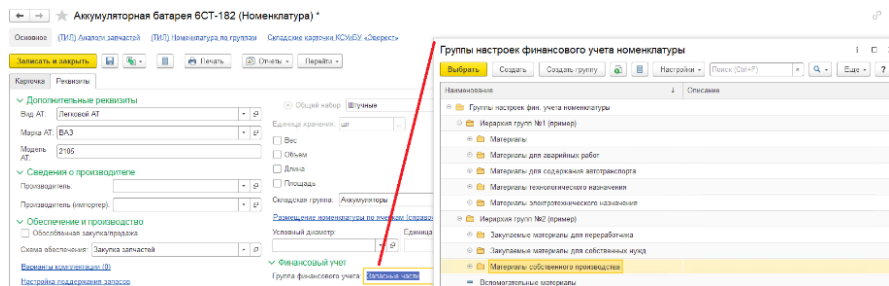 Аккумуляторная батарея 6СТ-182 (Номенклатура) *
Основное (ТИЛ) Аналоги запчастей (ТИЛ) Номенклатура по группам Складские карточки КСУБУ «Эверест»
Записать и закрыть Печать Отчеты Перейти
Карточка Реквизиты
Дополнительные реквизиты
Вид АТ: Легковой АТ
Марка АТ: ВАЗ
Модель АТ: 2105
Сведения о производителе
Производитель:
Производитель (импортер):
Обеспечение и производство
Обособленная закупка/продажа
Схема обеспечения: Закупка запчастей
Варианты комплектации (0)
Настройка поддержания запасов
Общий набор Штучные
Единица хранения: шт
Вес
Объем
Длина
Площадь
Складская группа: Аккумуляторы
Размещение номенклатуры по ячейкам (справоч
Условный диаметр: Единица
Финансовый учет
Группа финансового учета: Запасные части
Группы настроек финансового учета номенклатуры
Выбрать Создать Создать группу Настройки Поиск (Ctrl+F) × Еще ?
Наименование ↓ Описание
Группы настроек фин. учета номенклатуры
Иерархия групп №1 (пример)
Материалы
Материалы для аварийных работ
Материалы для содержания автотранспорта
Материалы технологического назначения
Материалы электротехнического назначения
Иерархия групп №2 (пример)
Закупаемые материалы для переработчика
Закупаемые материалы для собственных нужд
Материалы собственного производства
Вспомогательные материалы